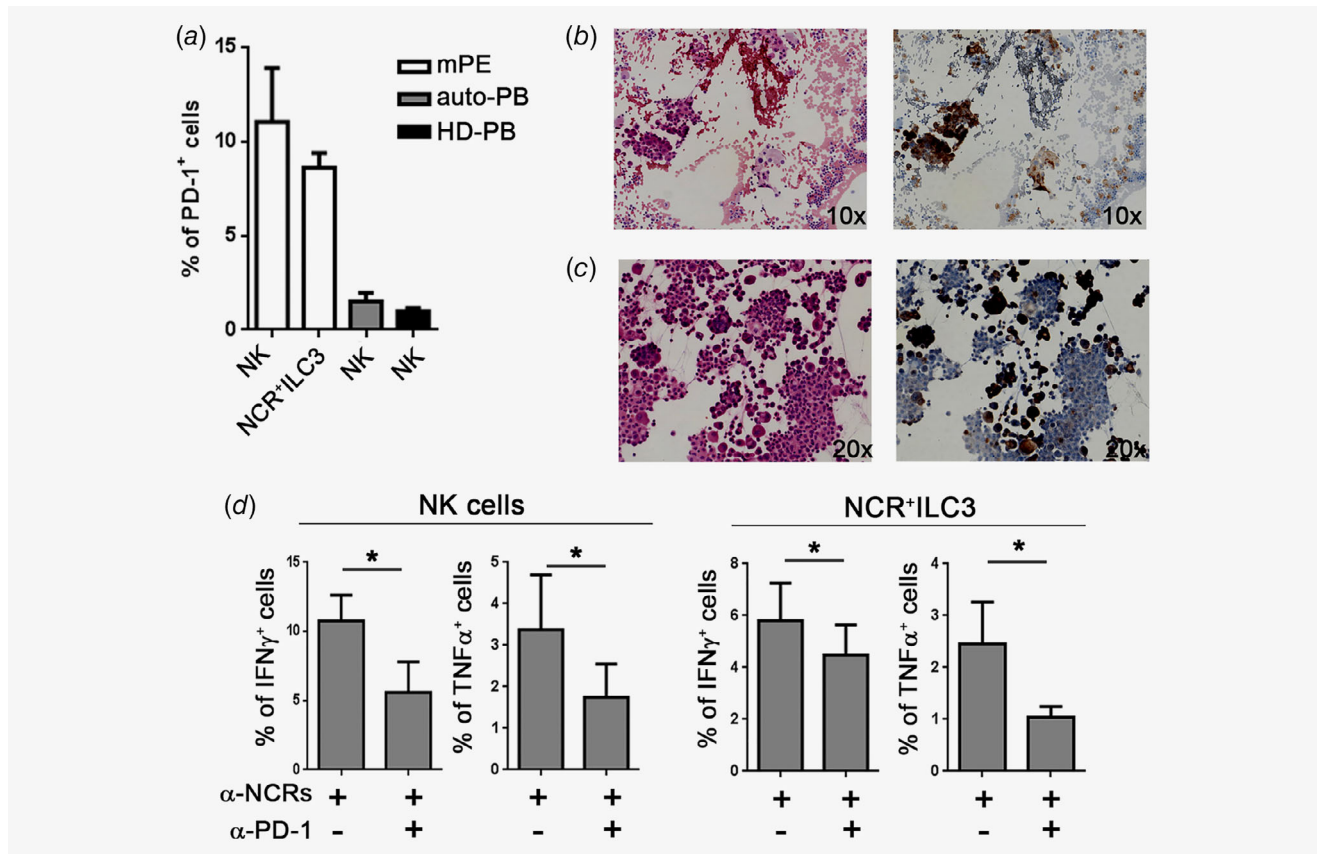 (a)
15
10
5
0
% of PD-1⁺ cells
mPE
auto-PB
HD-PB
NK
NCR⁺ILC3
NK
NK
(b)
10x
10x
(c)
20x
20x
(d)
NK cells
NCR⁺ILC3
% of IFNγ⁺ cells
15
10
5
0
*
% of TNFα⁺ cells
5
4
3
2
1
0
*
% of IFNγ⁺ cells
8
6
4
2
0
*
% of TNFα⁺ cells
4
3
2
1
0
*
α-NCRs + + + + + + + +
α-PD-1 - + - + - + - +